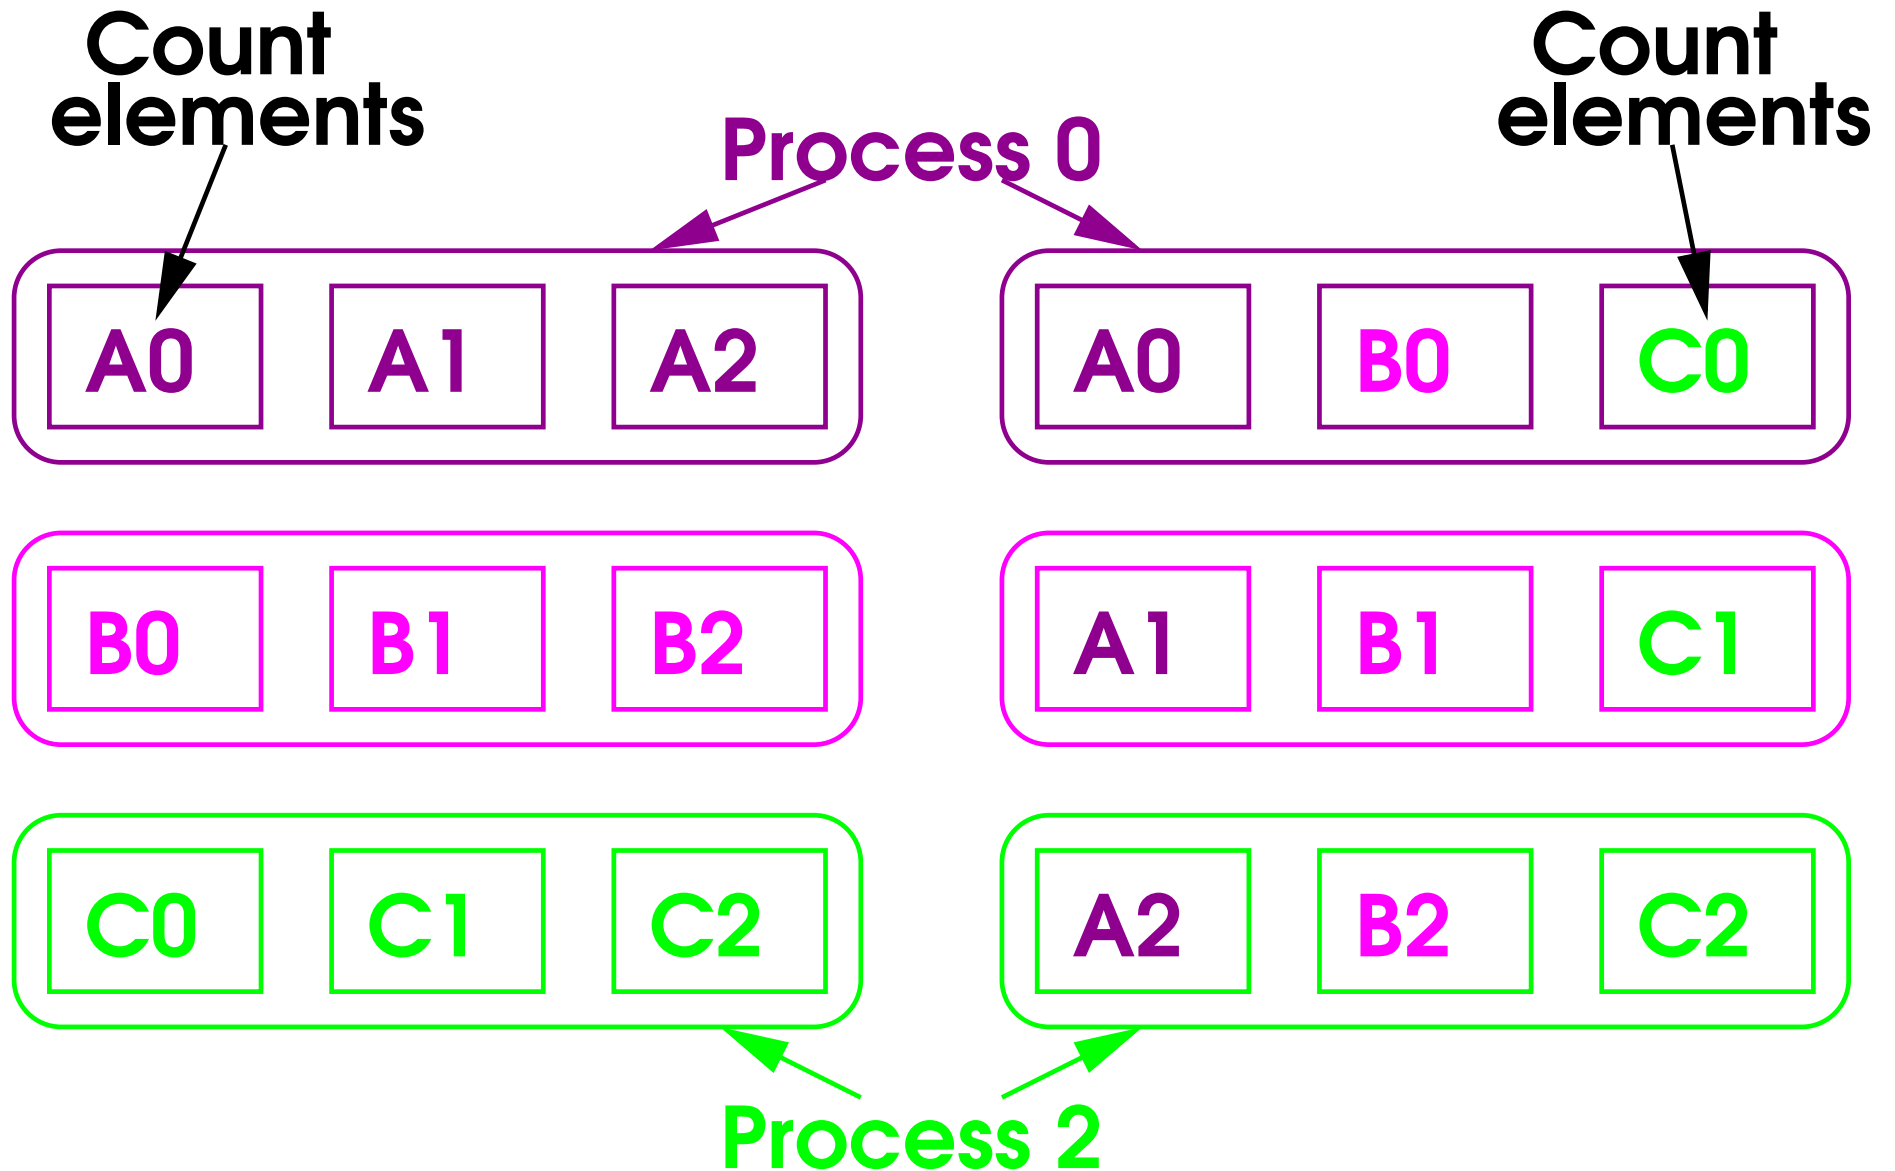 Count
elements
Count
elements
Process 0
A0 A1 A2
A0 B0 C0
B0 B1 B2
A1 B1 C1
C0 C1 C2
A2 B2 C2
Process 2